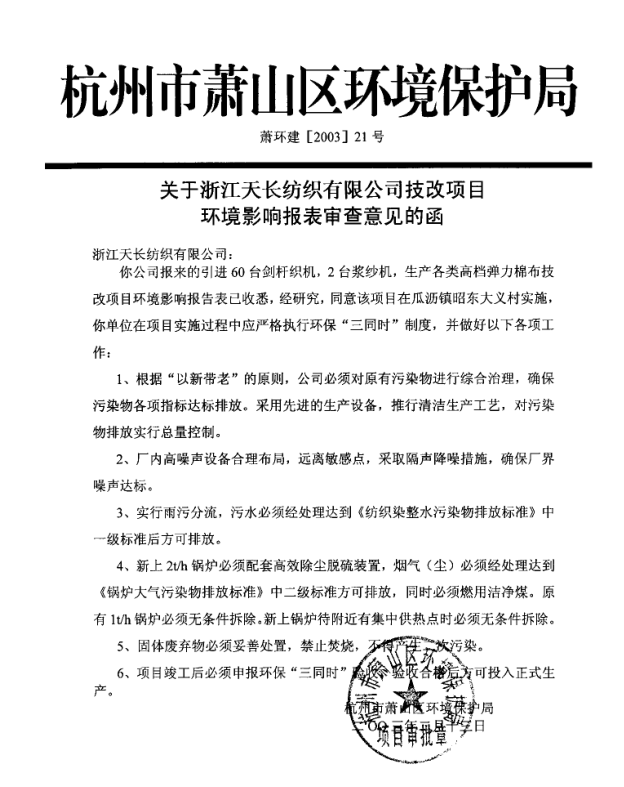 杭州市萧山区环境保护局
萧环建［2003］21 号
关于浙江天长纺织有限公司技改项目
环境影响报表审查意见的函
浙江天长纺织有限公司：
你公司报来的引进 60 台剑杆织机，2 台浆纱机，生产各类高档弹力棉布技
改项目环境影响报告表已收悉，经研究，同意该项目在瓜沥镇昭东大义村实施，
你单位在项目实施过程中应严格执行环保“三同时”制度，并做好以下各项工
作：
1、根据“以新带老”的原则，公司必须对原有污染物进行综合治理，确保
污染物各项指标达标排放。采用先进的生产设备，推行清洁生产工艺，对污染
物排放实行总量控制。
2、厂内高噪声设备合理布局，远离敏感点，采取隔声降噪措施，确保厂界
噪声达标。
3、实行雨污分流，污水必须经处理达到《纺织染整水污染物排放标准》中
一级标准后方可排放。
4、新上 2t/h 锅炉必须配套高效除尘脱硫装置，烟气（尘）必须经处理达到
《锅炉大气污染物排放标准》中二级标准方可排放，同时必须燃用洁净煤。原
有 1t/h 锅炉必须无条件拆除。新上锅炉待附近有集中供热点时必须无条件拆除。
5、固体废弃物必须妥善处置，禁止焚烧，不得产生二次污染。
6、项目竣工后必须申报环保“三同时”验收，验收合格后方可投入正式生
产。
杭州市萧山区环境保护局
二〇〇三年月十三日
杭州市萧山区环境保护局
项目审批章